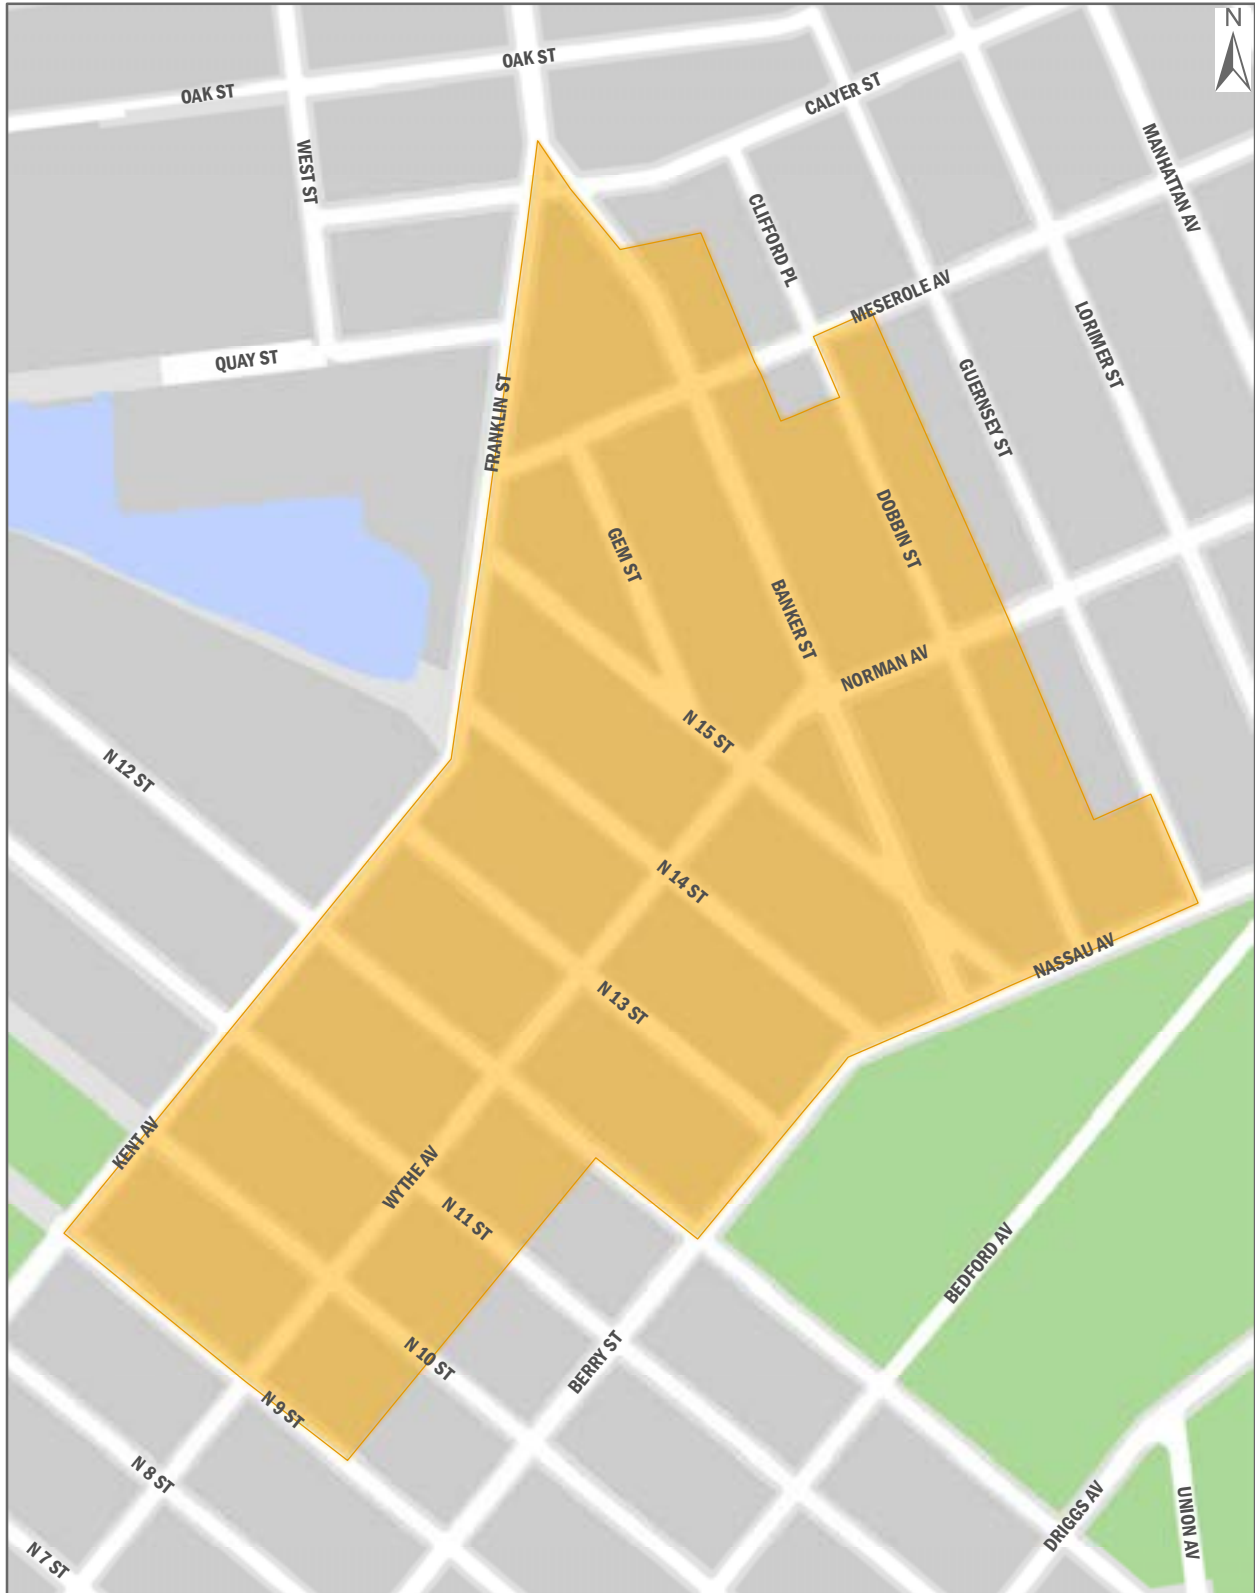 N
OAK ST
OAK ST
CALYER ST
WEST ST
MANHATTAN AV
CLIFFORD PL
MESEROLE AV
LORIMER ST
QUAY ST
FRANKLIN ST
GUERNSEY ST
DOBBIN ST
GEM ST
BANKER ST
NORMAN AV
N 15 ST
N 12 ST
N 14 ST
NASSAU AV
N 13 ST
KENT AV
WYTHE AV
N 11 ST
BEDFORD AV
N 10 ST
BERRY ST
N 9 ST
N 8 ST
DRIGGS AV
UNION AV
N 7 ST